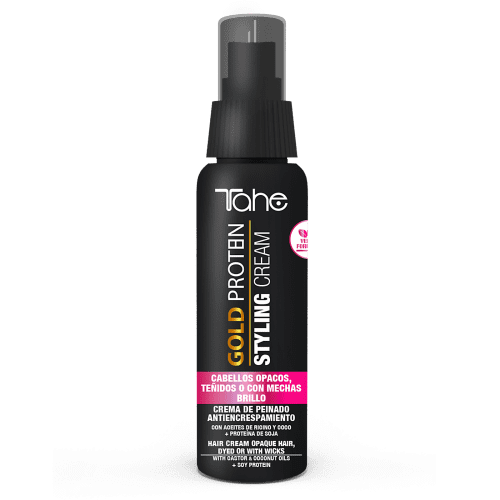 Tahe
GOLD PROTEIN
STYLING CREAM
CABELLOS OPACOS,
TEÑIDOS O CON MECHAS
BRILLO
CREMA DE PEINADO
ANTIENCRESPAMIENTO
CON ACEITES DE RICINO Y COCO
+ PROTEÍNA DE SOJA
HAIR CREAM OPAQUE HAIR,
DYED OR WITH WICKS
WITH CASTOR & COCONUT OILS
+ SOY PROTEIN